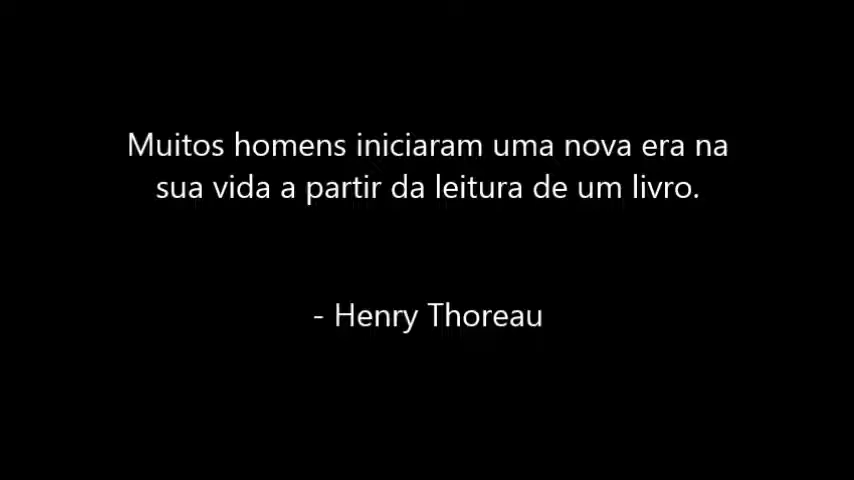 Muitos homens iniciaram uma nova era na
sua vida a partir da leitura de um livro.
- Henry Thoreau